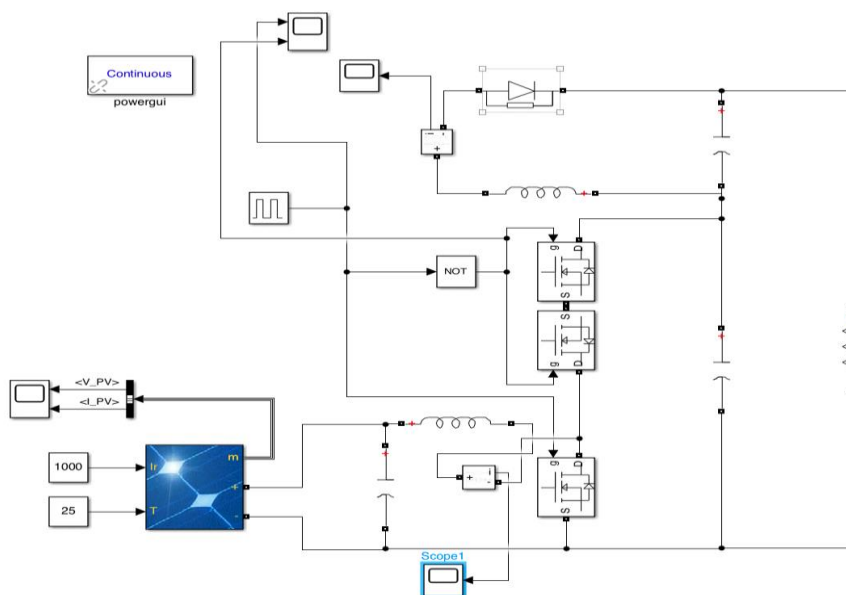 Continuous
powergui
g
D
NOT
S
S
g
D
<V_PV>
<I_PV>
m
1000
Ir
+
25
T
-
g
D
S
+
i
-
Scope1
i
-
+